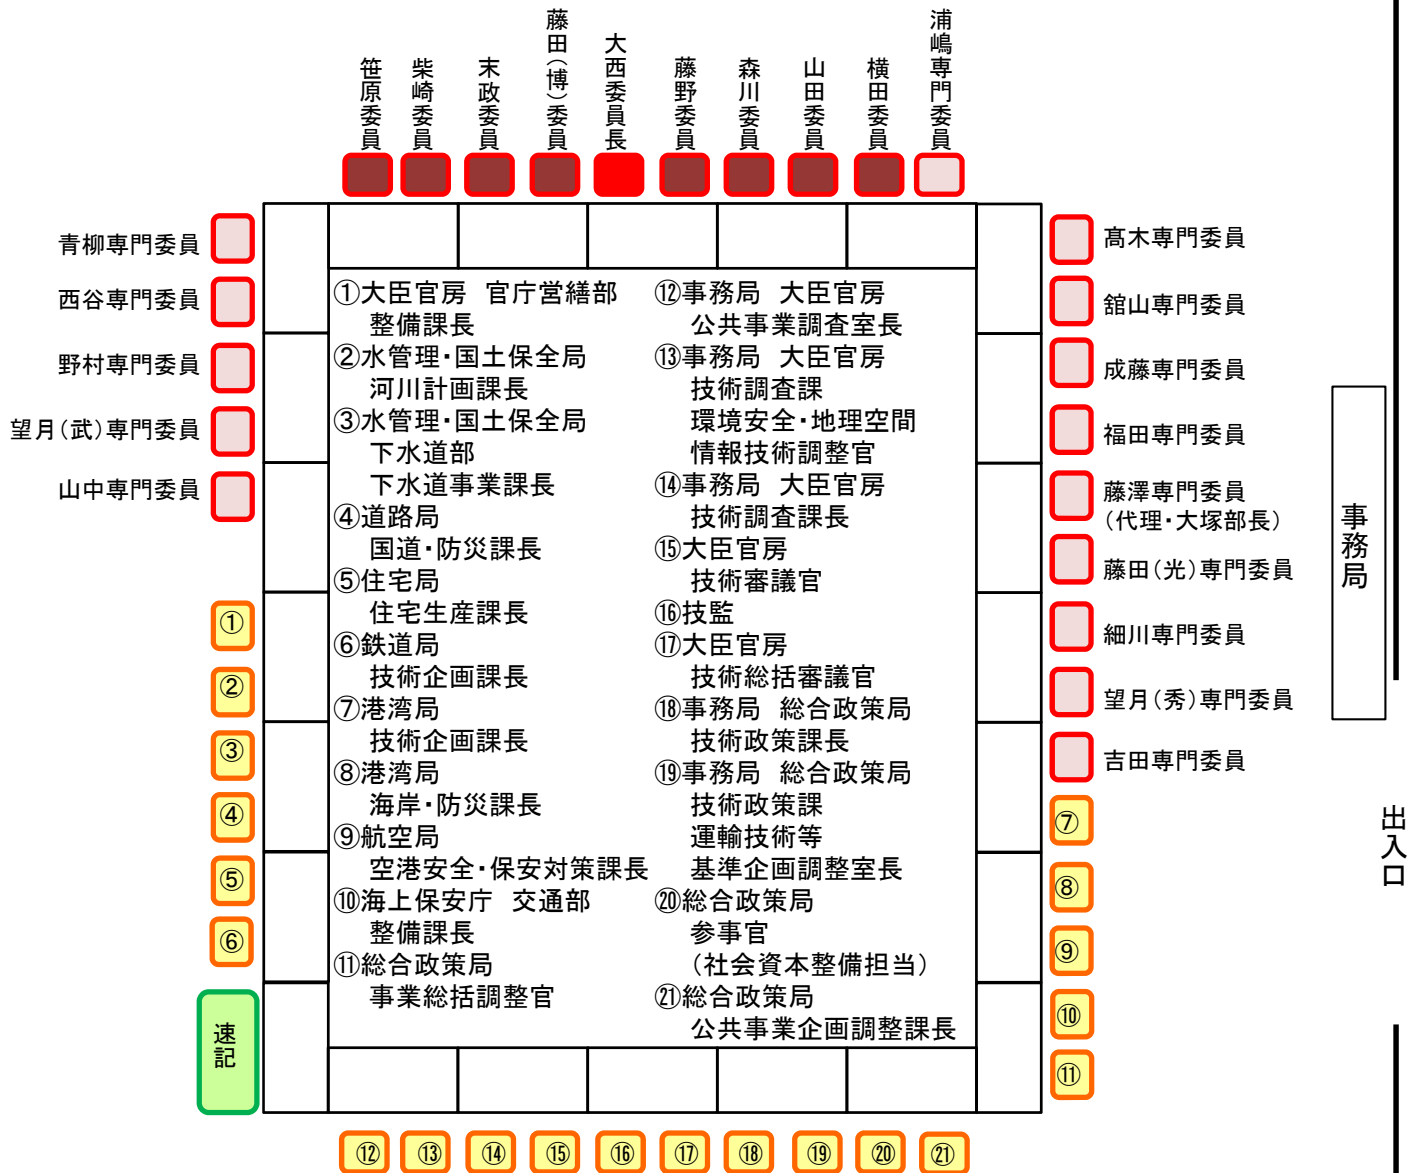 笹原委員
柴崎委員
末政委員
藤田（博）委員
大西委員長
藤野委員
森川委員
山田委員
横田委員
浦嶋専門委員
青柳専門委員
西谷専門委員
野村専門委員
望月（武）専門委員
山中専門委員
①
②
③
④
⑤
⑥
速記
①大臣官房　官庁営繕部
整備課長
②水管理・国土保全局
河川計画課長
③水管理・国土保全局
下水道部
下水道事業課長
④道路局
国道・防災課長
⑤住宅局
住宅生産課長
⑥鉄道局
技術企画課長
⑦港湾局
技術企画課長
⑧港湾局
海岸・防災課長
⑨航空局
空港安全・保安対策課長
⑩海上保安庁　交通部
整備課長
⑪総合政策局
事業総括調整官
⑫事務局　大臣官房
公共事業調査室長
⑬事務局　大臣官房
技術調査課
環境安全・地理空間
情報技術調整官
⑭事務局　大臣官房
技術調査課長
⑮大臣官房
技術審議官
⑯技監
⑰大臣官房
技術総括審議官
⑱事務局　総合政策局
技術政策課長
⑲事務局　総合政策局
技術政策課
運輸技術等
基準企画調整室長
⑳総合政策局
参事官
（社会資本整備担当）
㉑総合政策局
公共事業企画調整課長
髙木専門委員
舘山専門委員
成藤専門委員
福田専門委員
藤澤専門委員
（代理・大塚部長）
藤田（光）専門委員
細川専門委員
望月（秀）専門委員
吉田専門委員
⑦
⑧
⑨
⑩
⑪
事務局
出入口
⑫
⑬
⑭
⑮
⑯
⑰
⑱
⑲
⑳
㉑